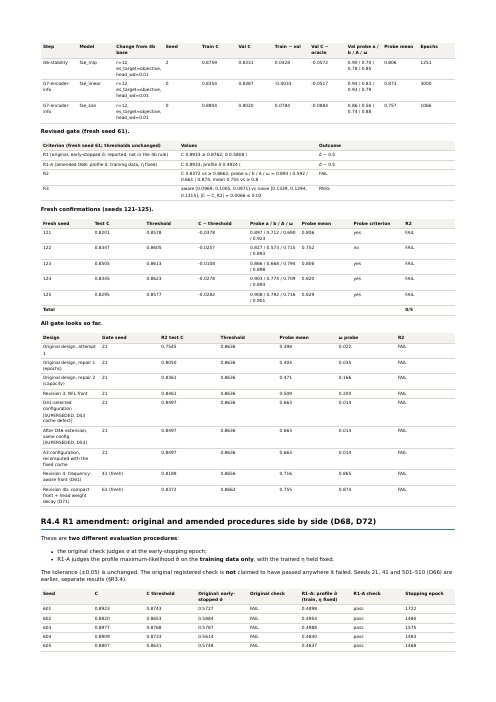 Step Model Change from 4b base Seed Train C Val C Train − val Val C − oracle Val probe a / b / A / ω Probe mean Epochs
G6-stability fae_mlp r=12, es_target=objective, head_wd=0.01 2 0.8759 0.8331 0.0428 -0.0572 0.90 / 0.70 / 0.78 / 0.85 0.806 1251
G7-encoder-info fae_linear r=12, es_target=objective, head_wd=0.01 0 0.8354 0.8387 -0.0033 -0.0517 0.94 / 0.83 / 0.93 / 0.79 0.873 3000
G7-encoder-info fae_kae r=12, es_target=objective, head_wd=0.01 0 0.8804 0.8020 0.0784 -0.0884 0.86 / 0.56 / 0.74 / 0.88 0.757 1066
Revised gate (fresh seed 61).
Criterion (fresh seed 61; thresholds unchanged) Values Outcome
R1 (original, early-stopped σ̂; reported, not in the 4b rule) C 0.8933 ≥ 0.8762; σ̂ 0.5808 | σ̂ − 0.5
R1-A (amended D68; profile σ̂, training data, η fixed) C 0.8933; profile σ̂ 0.4924 | σ̂ − 0.5
R2 C 0.8372 vs ≥ 0.8662; probe a / b / A / ω = 0.893 / 0.592 / 0.661 / 0.874, mean 0.755 vs ≥ 0.8 FAIL
R3 aware [0.0969, 0.1005, 0.0971] vs naive [0.1339, 0.1294, 0.1315]; |C − C_R2| = 0.0066 ≤ 0.02 PASS
Fresh confirmations (seeds 121–125).
Fresh seed Test C Threshold C − threshold Probe a / b / A / ω Probe mean Probe criterion R2
121 0.8201 0.8578 -0.0378 0.897 / 0.712 / 0.690 / 0.923 0.806 yes FAIL
122 0.8347 0.8605 -0.0257 0.827 / 0.573 / 0.715 / 0.893 0.752 no FAIL
123 0.8505 0.8613 -0.0108 0.866 / 0.668 / 0.794 / 0.898 0.806 yes FAIL
124 0.8345 0.8623 -0.0278 0.903 / 0.774 / 0.709 / 0.893 0.820 yes FAIL
125 0.8295 0.8577 -0.0282 0.908 / 0.792 / 0.716 / 0.901 0.829 yes FAIL
Total 0/5
All gate looks so far.
Design Gate seed R2 test C Threshold Probe mean ω probe R2
Original design, attempt 1 21 0.7545 0.8636 0.398 0.022 FAIL
Original design, repair 1 (epochs) 21 0.8050 0.8636 0.404 0.035 FAIL
Original design, repair 2 (capacity) 21 0.8361 0.8636 0.471 0.166 FAIL
Revision 3: NFL front 21 0.8461 0.8636 0.509 0.200 FAIL
D41-selected configuration [SUPERSEDED, D53 cache defect] 21 0.8497 0.8636 0.663 0.014 FAIL
After D46 extension, same config [SUPERSEDED, D53] 21 0.8497 0.8636 0.663 0.014 FAIL
A3 configuration, recomputed with the fixed cache 21 0.8497 0.8636 0.663 0.014 FAIL
Revision 4: frequency-aware front (D61) 41 (fresh) 0.8189 0.8656 0.716 0.865 FAIL
Revision 4b: compact front + head weight decay (D71) 61 (fresh) 0.8372 0.8662 0.755 0.874 FAIL
R4.4 R1 amendment: original and amended procedures side by side (D68, D72)
These are two different evaluation procedures:
• the original check judges σ at the early-stopping epoch;
• R1-A judges the profile maximum-likelihood σ̂ on the training data only, with the trained η held fixed.
The tolerance (±0.05) is unchanged. The original registered check is not claimed to have passed anywhere it failed. Seeds 21, 41 and 501–510 (D66) are
earlier, separate results (§R3.4).
Seed C C threshold Original: early-stopped σ̂ Original check R1-A: profile σ̂ (train, η fixed) R1-A check Stopping epoch
601 0.8923 0.8743 0.5727 FAIL 0.4898 pass 1722
602 0.8820 0.8653 0.5884 FAIL 0.4954 pass 1480
603 0.8977 0.8768 0.5787 FAIL 0.4988 pass 1575
604 0.8909 0.8733 0.5614 FAIL 0.4840 pass 1483
605 0.8807 0.8631 0.5748 FAIL 0.4897 pass 1468